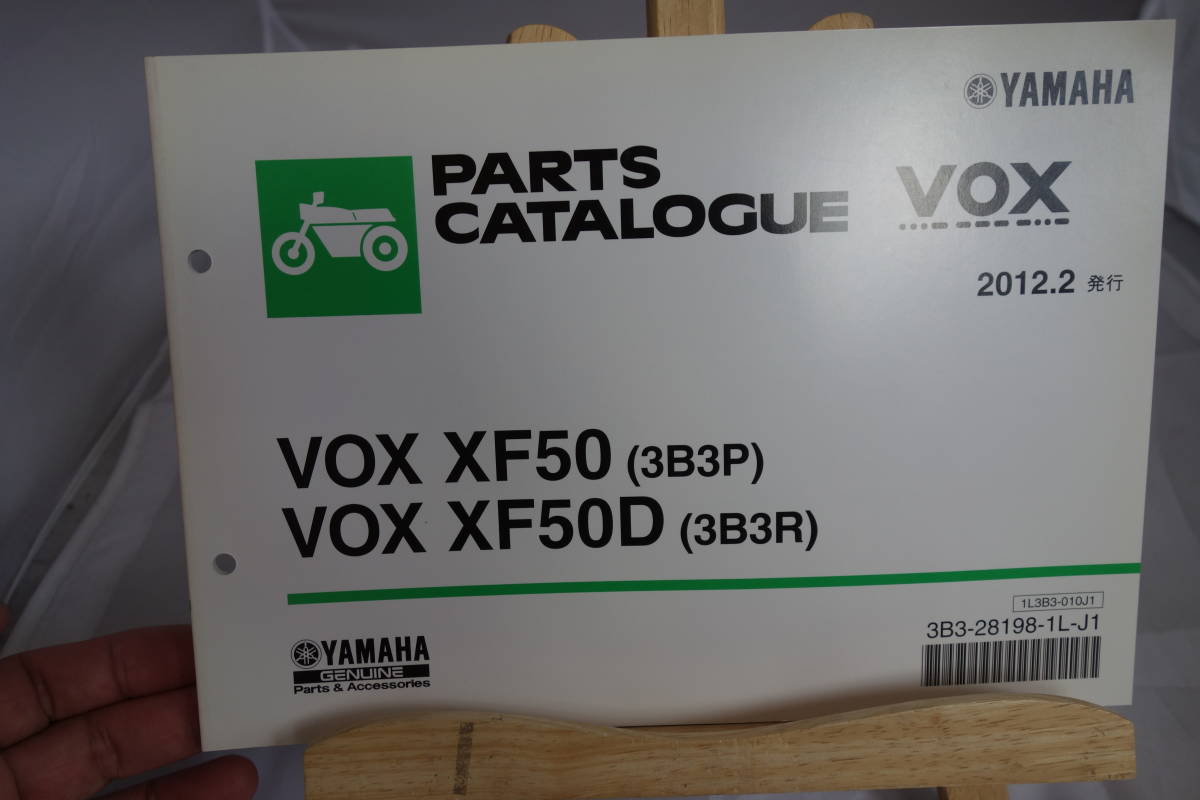 YAMAHA
PARTS
CATALOGUE
VOX
2012.2 発行
VOX XF50 (3B3P)
VOX XF50D (3B3R)
1L3B3-010J1
3B3-28198-1L-J1
YAMAHA
GENUINE
Parts & Accessories